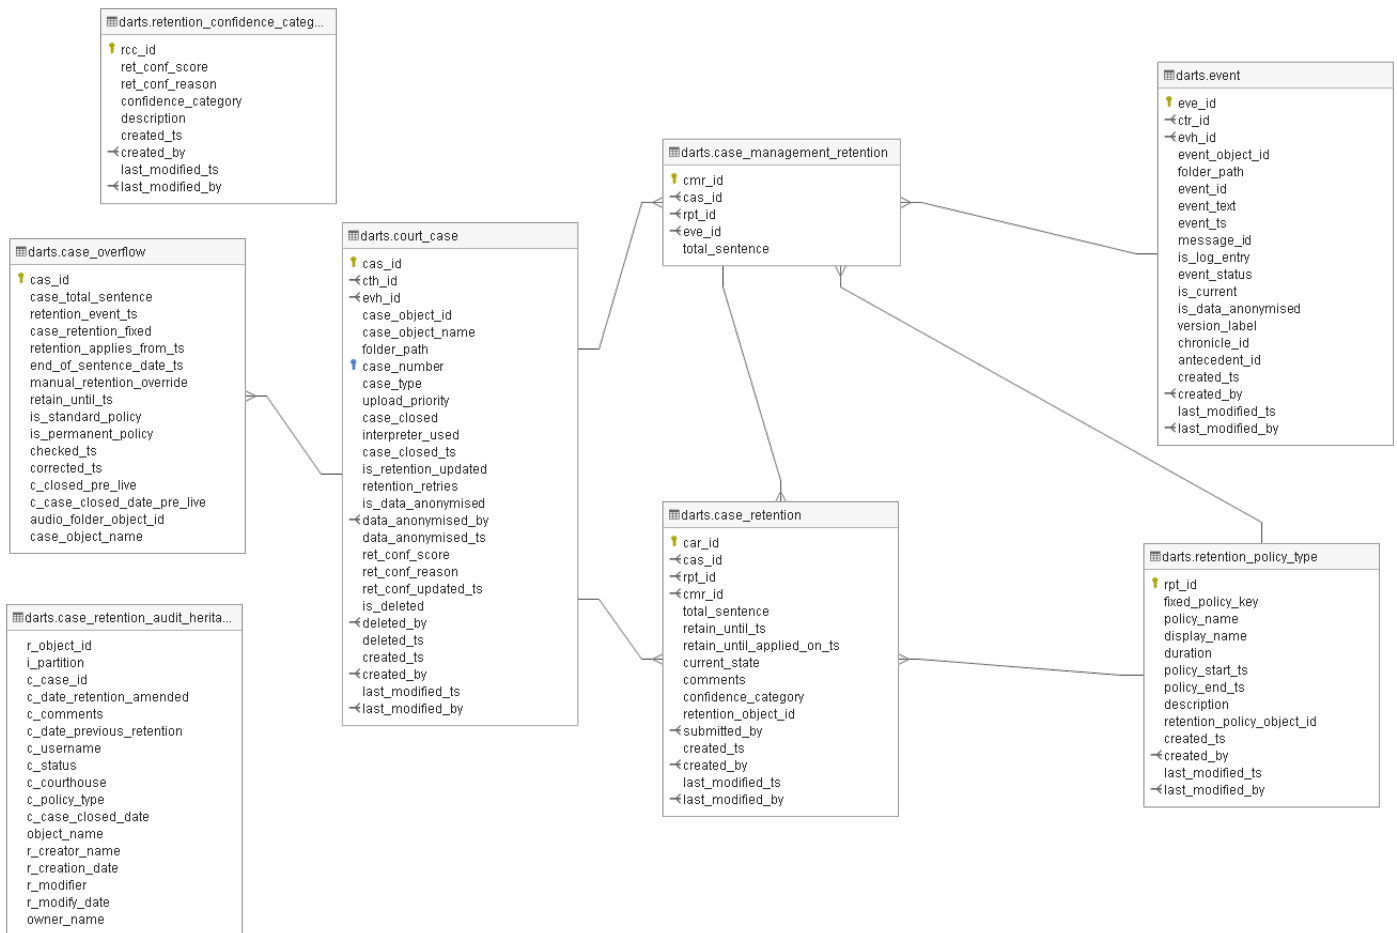 darts.retention_confidence_categ...
rcc_id
ret_conf_score
ret_conf_reason
confidence_category
description
created_ts
created_by
last_modified_ts
last_modified_by
darts.case_overflow
cas_id
case_total_sentence
retention_event_ts
case_retention_fixed
retention_applies_from_ts
end_of_sentence_date_ts
manual_retention_override
retain_until_ts
is_standard_policy
is_permanent_policy
checked_ts
corrected_ts
c_closed_pre_live
c_case_closed_date_pre_live
audio_folder_object_id
case_object_name
darts.case_retention_audit_herita...
r_object_id
i_partition
c_case_id
c_date_retention_amended
c_comments
c_date_previous_retention
c_username
c_status
c_courthouse
c_policy_type
c_case_closed_date
object_name
r_creator_name
r_creation_date
r_modifier
r_modify_date
owner_name
darts.court_case
cas_id
cth_id
evh_id
case_object_id
case_object_name
folder_path
case_number
case_type
upload_priority
case_closed
interpreter_used
case_closed_ts
is_retention_updated
retention_retries
is_data_anonymised
data_anonymised_by
data_anonymised_ts
ret_conf_score
ret_conf_reason
ret_conf_updated_ts
is_deleted
deleted_by
deleted_ts
created_ts
created_by
last_modified_ts
last_modified_by
darts.case_management_retention
cmr_id
cas_id
rpt_id
eve_id
total_sentence
darts.case_retention
car_id
cas_id
rpt_id
cmr_id
total_sentence
retain_until_ts
retain_until_applied_on_ts
current_state
comments
confidence_category
retention_object_id
submitted_by
created_ts
created_by
last_modified_ts
last_modified_by
darts.event
eve_id
ctr_id
evh_id
event_object_id
folder_path
event_id
event_text
event_ts
message_id
is_log_entry
event_status
is_current
is_data_anonymised
version_label
chronicle_id
antecedent_id
created_ts
created_by
last_modified_ts
last_modified_by
darts.retention_policy_type
rpt_id
fixed_policy_key
policy_name
display_name
duration
policy_start_ts
policy_end_ts
description
retention_policy_object_id
created_ts
created_by
last_modified_ts
last_modified_by